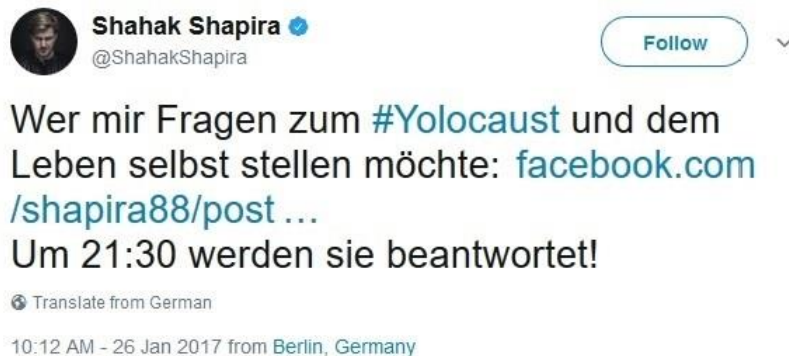 Shahak Shapira
@ShahakShapira
Follow
Wer mir Fragen zum #Yolocaust und dem
Leben selbst stellen möchte: facebook.com
/shapira88/post …
Um 21:30 werden sie beantwortet!
Translate from German
10:12 AM - 26 Jan 2017 from Berlin, Germany